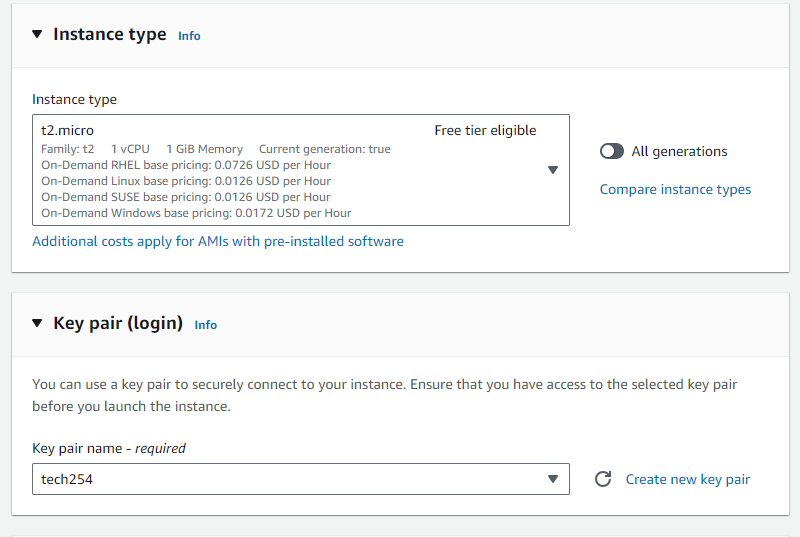 Instance type Info
Instance type
t2.micro Free tier eligible
Family: t2 1 vCPU 1 GiB Memory Current generation: true
On-Demand RHEL base pricing: 0.0726 USD per Hour
On-Demand Linux base pricing: 0.0126 USD per Hour
On-Demand SUSE base pricing: 0.0126 USD per Hour
On-Demand Windows base pricing: 0.0172 USD per Hour
All generations
Compare instance types
Additional costs apply for AMIs with pre-installed software
Key pair (login) Info
You can use a key pair to securely connect to your instance. Ensure that you have access to the selected key pair
before you launch the instance.
Key pair name - required
tech254
Create new key pair